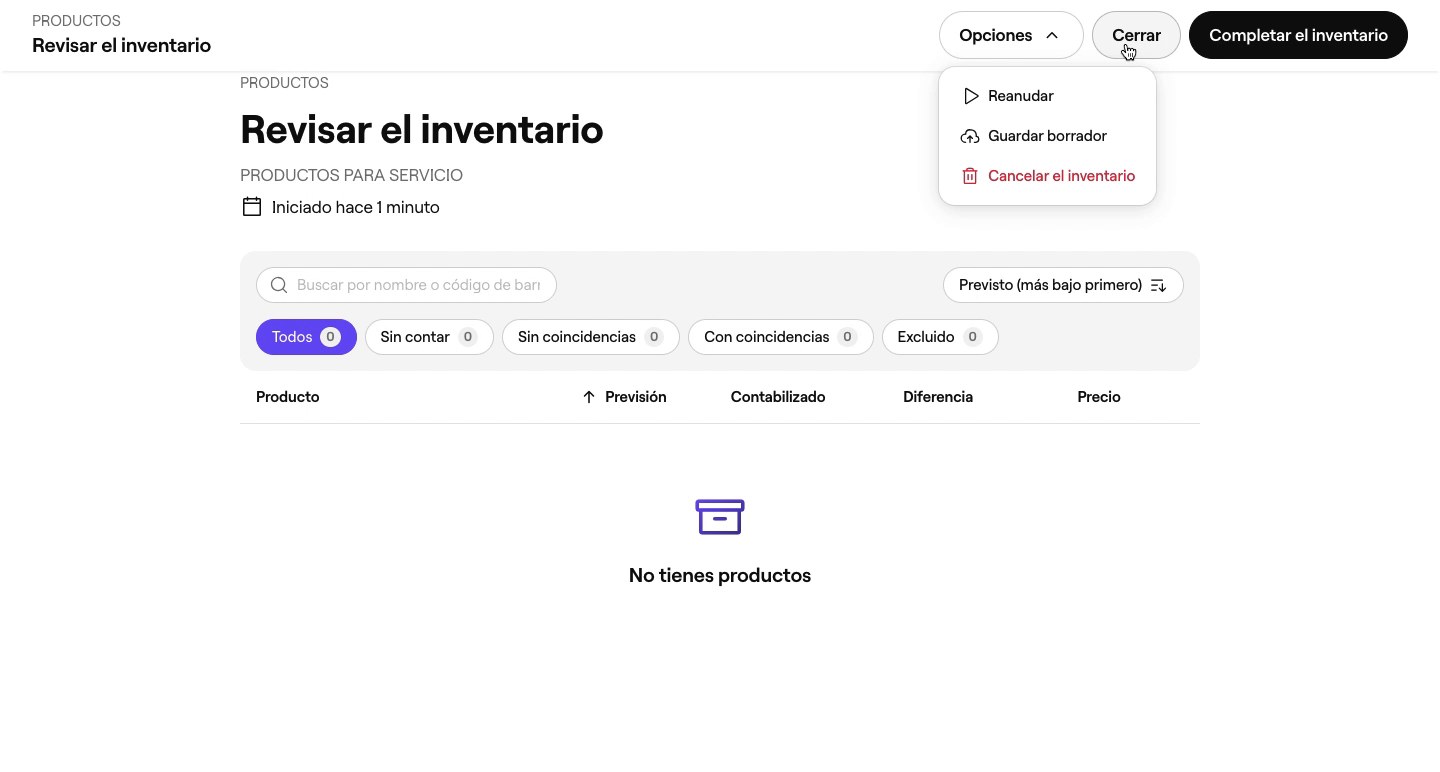 PRODUCTOS
Revisar el inventario
Opciones
Cerrar
Completar el inventario
Reanudar
Guardar borrador
Cancelar el inventario
PRODUCTOS
Revisar el inventario
PRODUCTOS PARA SERVICIO
Iniciado hace 1 minuto
Buscar por nombre o código de barr
Previsto (más bajo primero)
Todos 0
Sin contar 0
Sin coincidencias 0
Con coincidencias 0
Excluido 0
Producto
Previsión
Contabilizado
Diferencia
Precio
No tienes productos